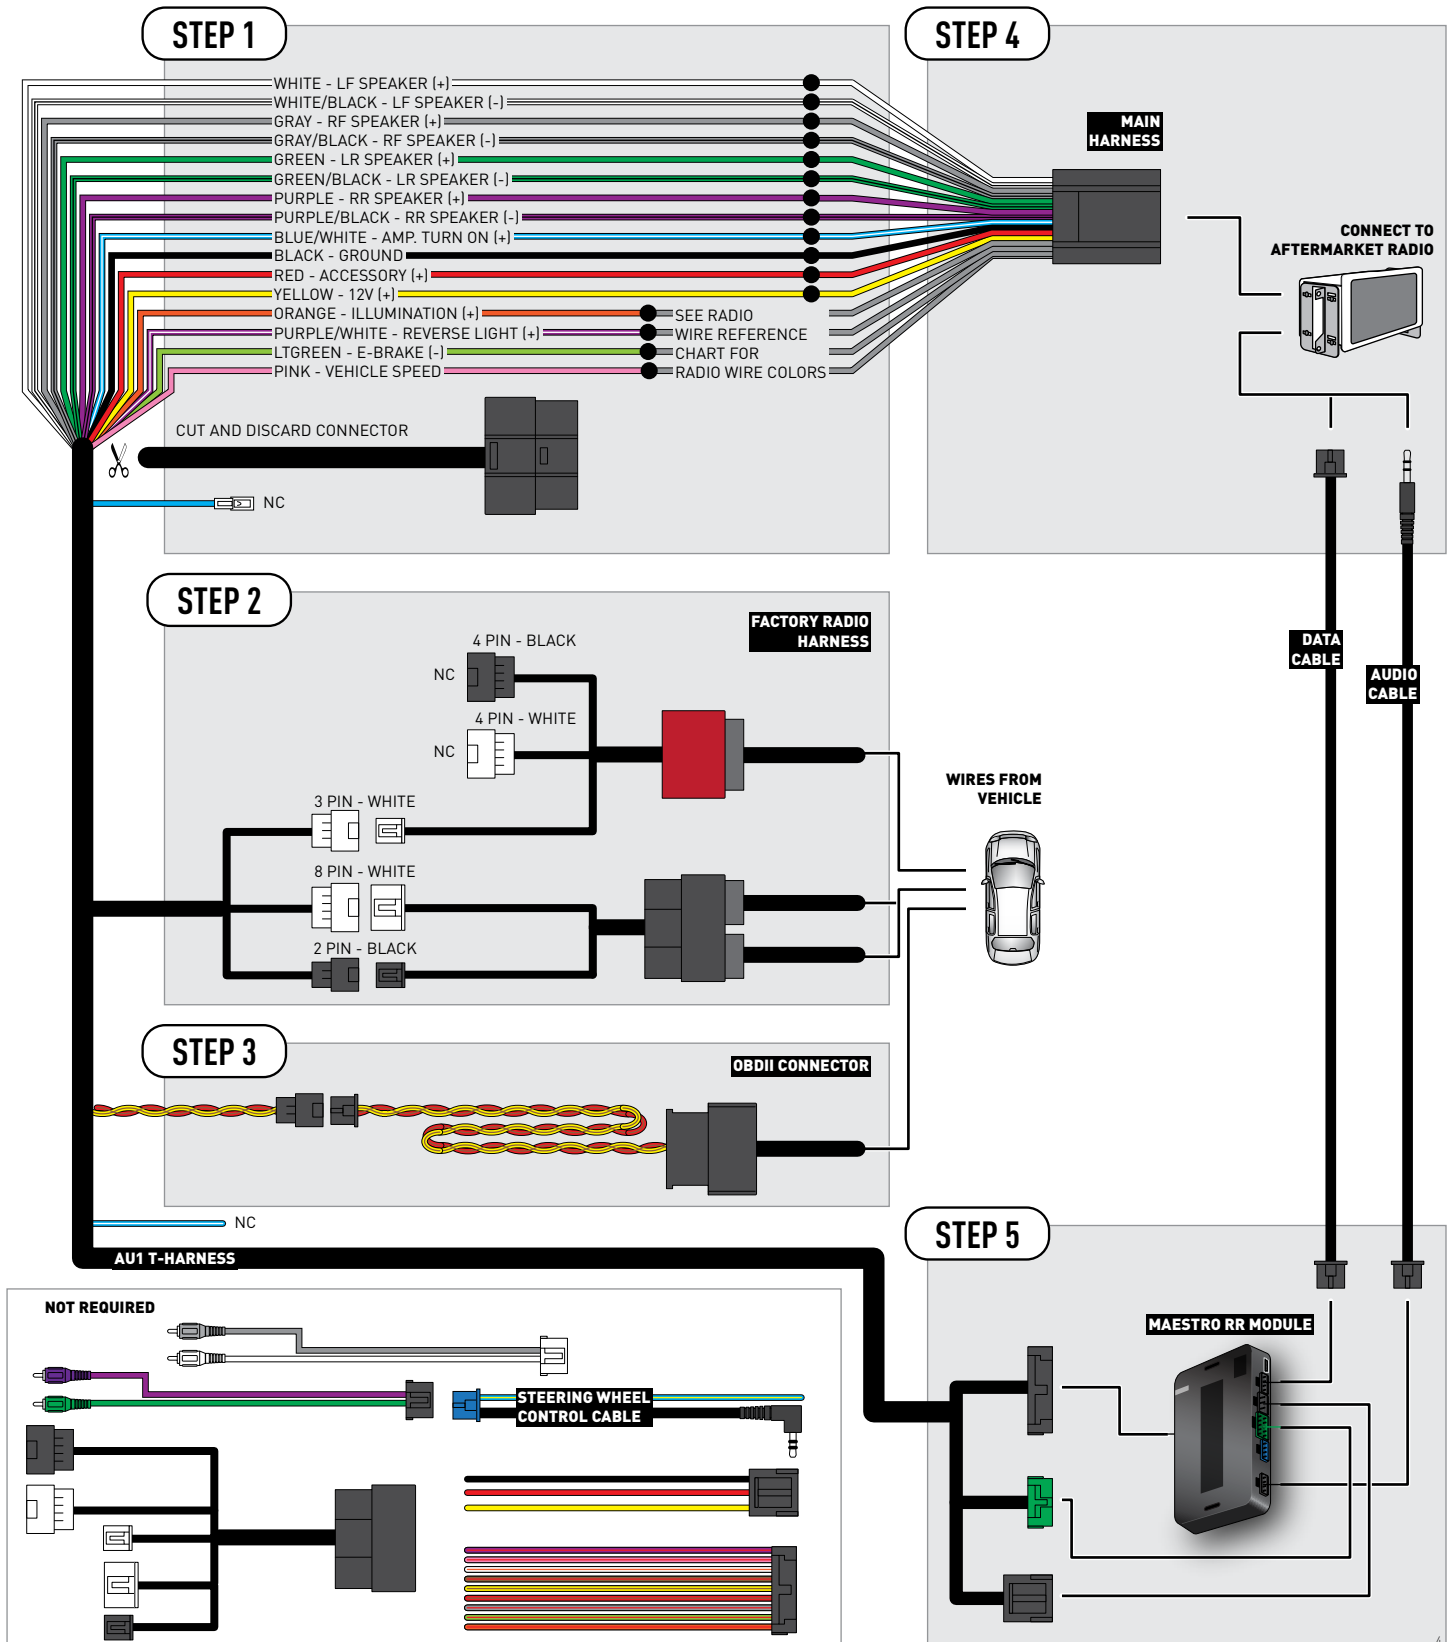 STEP 1
WHITE - LF SPEAKER (+)
WHITE/BLACK - LF SPEAKER (-)
GRAY - RF SPEAKER (+)
GRAY/BLACK - RF SPEAKER (-)
GREEN - LR SPEAKER (+)
GREEN/BLACK - LR SPEAKER (-)
PURPLE - RR SPEAKER (+)
PURPLE/BLACK - RR SPEAKER (-)
BLUE/WHITE - AMP. TURN ON (+)
BLACK - GROUND
RED - ACCESSORY (+)
YELLOW - 12V (+)
ORANGE - ILLUMINATION (+)
PURPLE/WHITE - REVERSE LIGHT (+)
LTGREEN - E-BRAKE (-)
PINK - VEHICLE SPEED
SEE RADIO
WIRE REFERENCE
CHART FOR
RADIO WIRE COLORS
CUT AND DISCARD CONNECTOR
NC
STEP 4
MAIN
HARNESS
CONNECT TO
AFTERMARKET RADIO
DATA
CABLE
AUDIO
CABLE
STEP 2
FACTORY RADIO
HARNESS
4 PIN - BLACK
NC
4 PIN - WHITE
NC
3 PIN - WHITE
8 PIN - WHITE
2 PIN - BLACK
WIRES FROM
VEHICLE
STEP 3
OBDII CONNECTOR
NC
AU1 T-HARNESS
STEP 5
MAESTRO RR MODULE
NOT REQUIRED
STEERING WHEEL
CONTROL CABLE